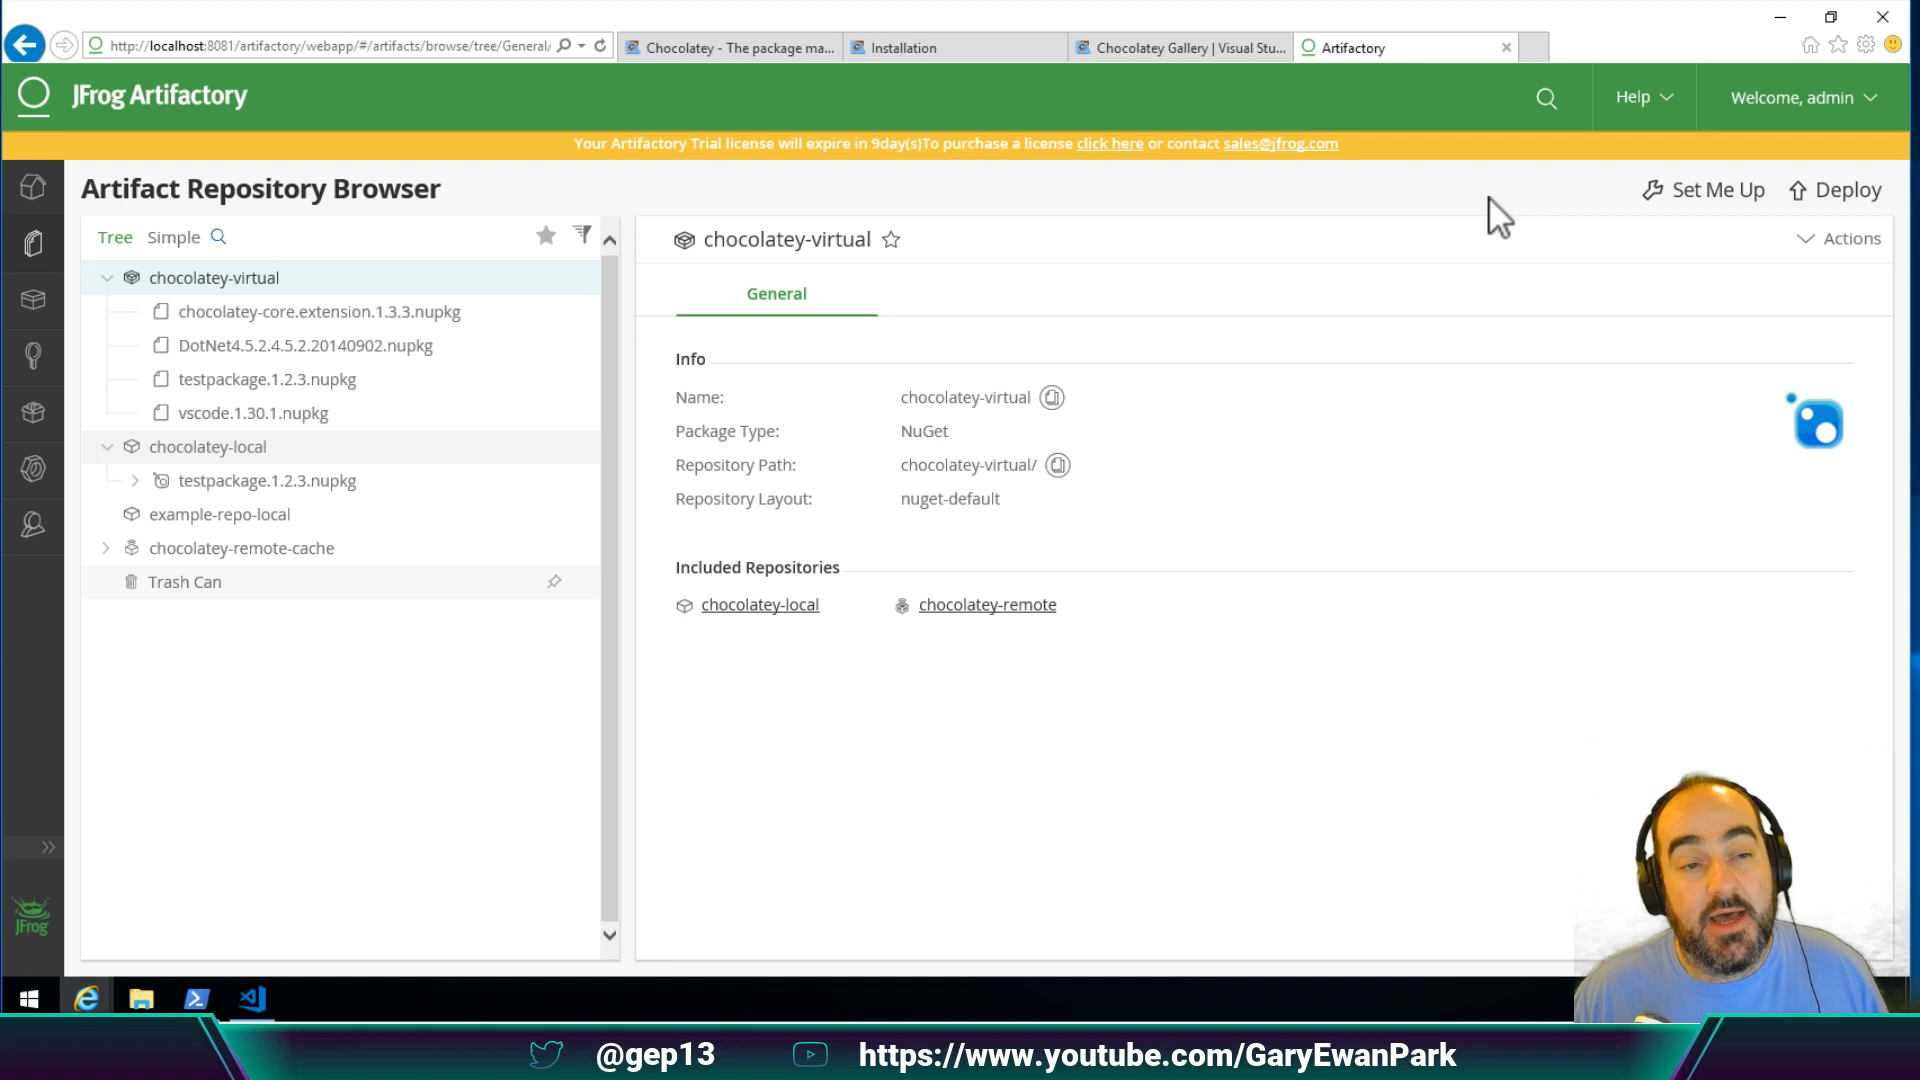 http://localhost:8081/artifactory/webapp/#/artifacts/browse/tree/General/
Chocolatey - The package ma...
Installation
Chocolatey Gallery | Visual Stu...
Artifactory
JFrog Artifactory
Help
Welcome, admin
Your Artifactory Trial license will expire in 9day(s)To purchase a license click here or contact sales@jfrog.com
Artifact Repository Browser
Set Me Up
Deploy
Tree
Simple
chocolatey-virtual
chocolatey-core.extension.1.3.3.nupkg
DotNet4.5.2.4.5.2.20140902.nupkg
testpackage.1.2.3.nupkg
vscode.1.30.1.nupkg
chocolatey-local
testpackage.1.2.3.nupkg
example-repo-local
chocolatey-remote-cache
Trash Can
chocolatey-virtual
Actions
General
Info
Name: chocolatey-virtual
Package Type: NuGet
Repository Path: chocolatey-virtual/
Repository Layout: nuget-default
Included Repositories
chocolatey-local
chocolatey-remote
JFrog
@gep13
https://www.youtube.com/GaryEwanPark